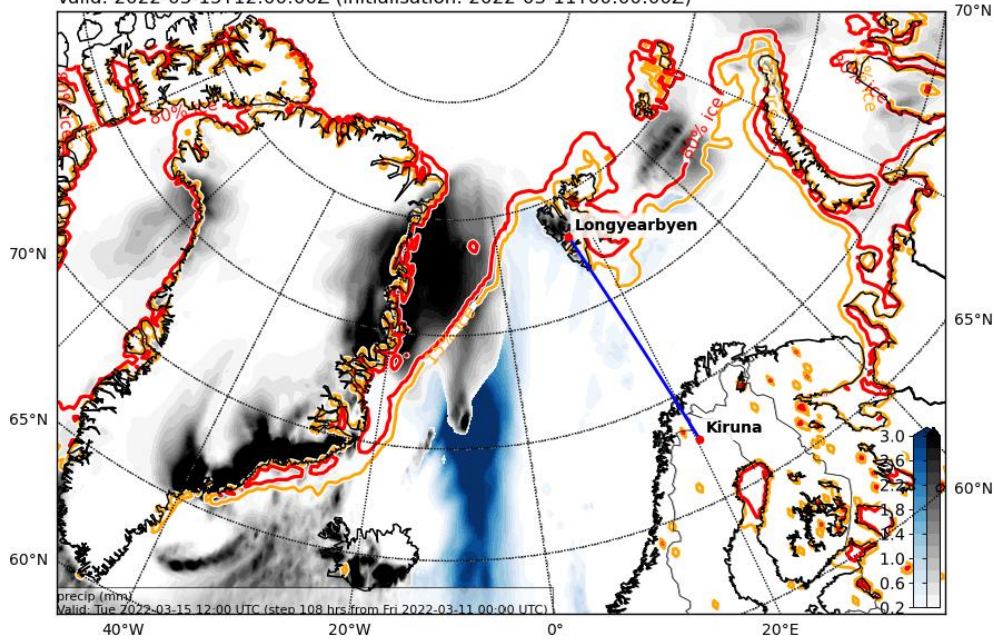 Valid: 2022-03-15T12:00:00Z (initialisation: 2022-03-11T00:00:00Z)
70°N
80% ice
80% ice
Longyearbyen
70°N
65°N
15% ice
Kiruna
65°N
3.0
2.6
2.2
1.8
1.4
1.0
0.6
0.2
60°N
60°N
precip (mm)
Valid: Tue 2022-03-15 12:00 UTC (step 108 hrs from Fri 2022-03-11 00:00 UTC)
40°W
20°W
0°
20°E